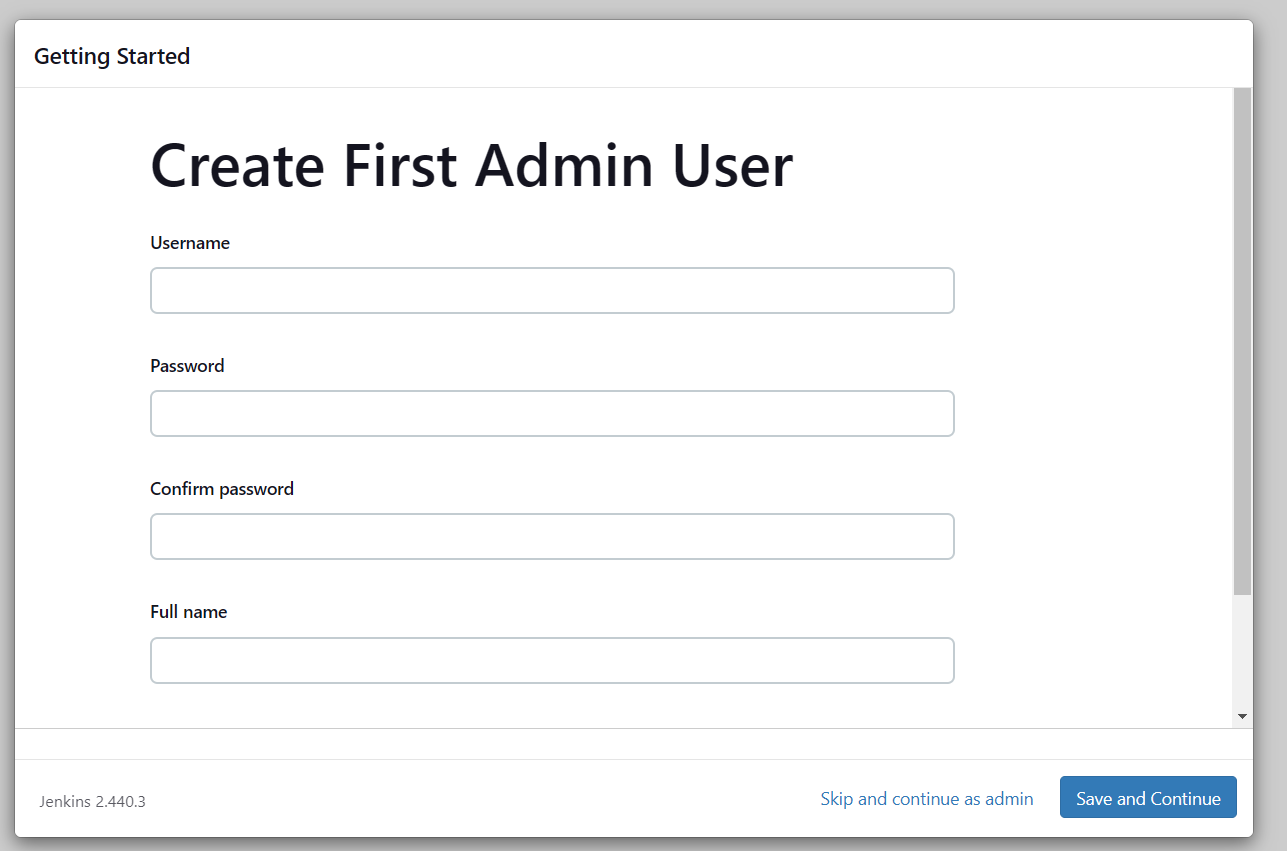 Getting Started
Create First Admin User
Username
Password
Confirm password
Full name
Jenkins 2.440.3
Skip and continue as admin
Save and Continue